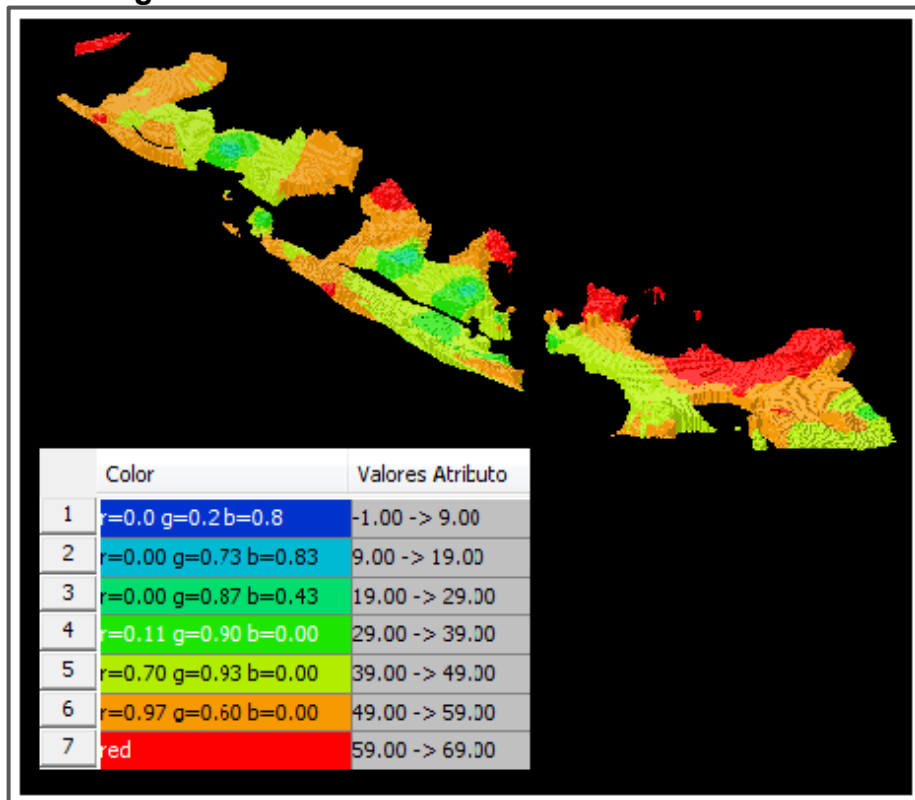 Color Valores Atributo
1 r=0.0 g=0.2 b=0.8 -1.00 -> 9.00
2 r=0.00 g=0.73 b=0.83 9.00 -> 19.00
3 r=0.00 g=0.87 b=0.43 19.00 -> 29.00
4 r=0.11 g=0.90 b=0.00 29.00 -> 39.00
5 r=0.70 g=0.93 b=0.00 39.00 -> 49.00
6 r=0.97 g=0.60 b=0.00 49.00 -> 59.00
7 red 59.00 -> 69.00